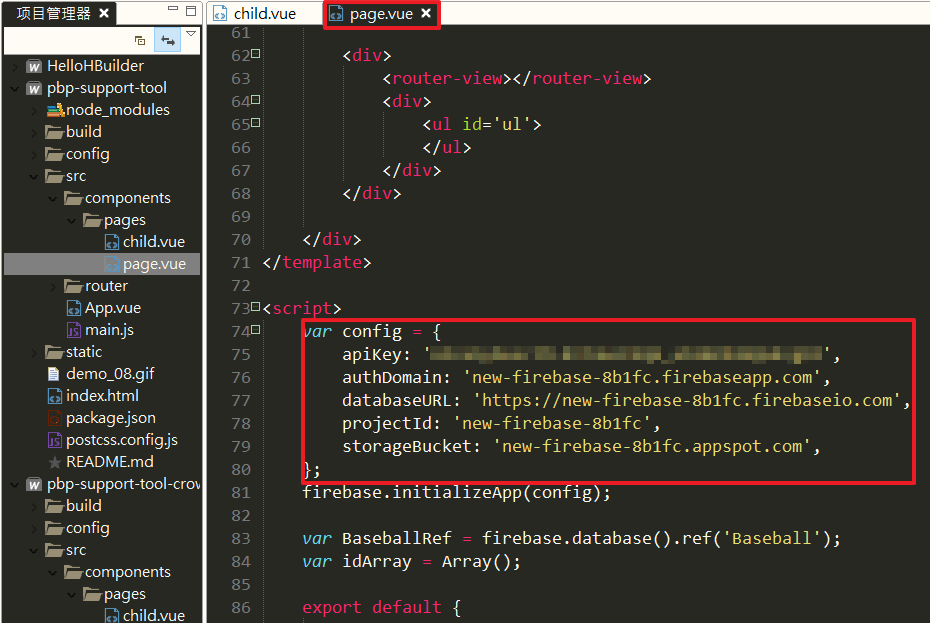 项目管理器
HelloHBuilder
pbp-support-tool
node_modules
build
config
src
components
pages
child.vue
page.vue
router
App.vue
main.js
static
demo_08.gif
index.html
package.json
postcss.config.js
README.md
pbp-support-tool-crow
build
config
src
components
pages
child.vue
child.vue
page.vue
61
62 <div>
63 <router-view></router-view>
64 <div>
65 <ul id='ul'>
66 </ul>
67 </div>
68 </div>
69
70 </div>
71 </template>
72
73 <script>
74 var config = {
75 apiKey: '',
76 authDomain: 'new-firebase-8b1fc.firebaseapp.com',
77 databaseURL: 'https://new-firebase-8b1fc.firebaseio.com',
78 projectId: 'new-firebase-8b1fc',
79 storageBucket: 'new-firebase-8b1fc.appspot.com',
80 };
81 firebase.initializeApp(config);
82
83 var BaseballRef = firebase.database().ref('Baseball');
84 var idArray = Array();
85
86 export default {